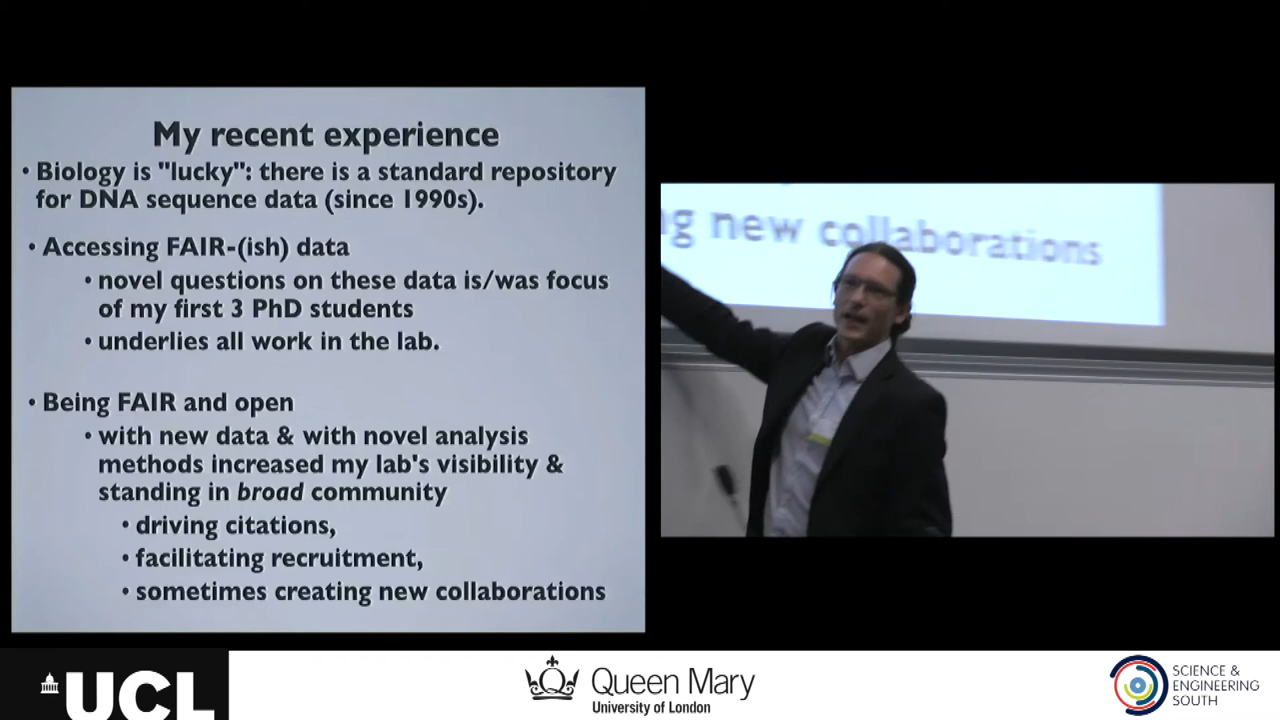 My recent experience
• Biology is "lucky": there is a standard repository
for DNA sequence data (since 1990s).
• Accessing FAIR-(ish) data
• novel questions on these data is/was focus
of my first 3 PhD students
• underlies all work in the lab.
• Being FAIR and open
• with new data & with novel analysis
methods increased my lab's visibility &
standing in broad community
• driving citations,
• facilitating recruitment,
• sometimes creating new collaborations
ng new collaborations
UCL
Queen Mary
University of London
SCIENCE &
ENGINEERING
SOUTH